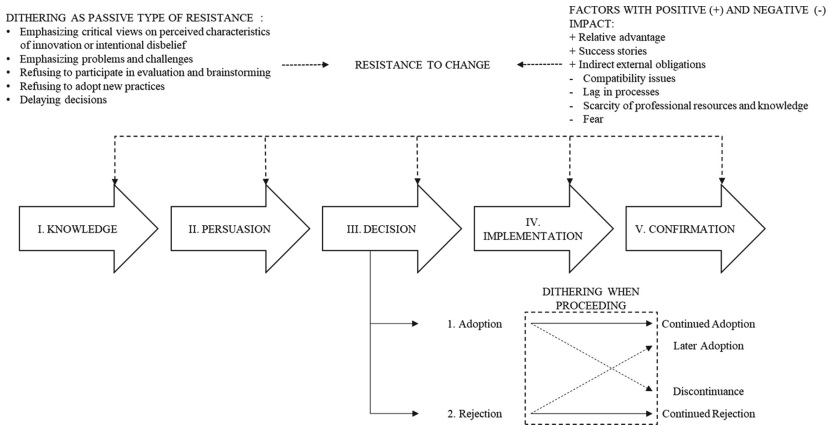 DITHERING AS PASSIVE TYPE OF RESISTANCE :
• Emphasizing critical views on perceived characteristics
of innovation or intentional disbelief
• Emphasizing problems and challenges
• Refusing to participate in evaluation and brainstorming
• Refusing to adopt new practices
• Delaying decisions
RESISTANCE TO CHANGE
FACTORS WITH POSITIVE (+) AND NEGATIVE (-)
IMPACT:
+ Relative advantage
+ Success stories
+ Indirect external obligations
- Compatibility issues
- Lag in processes
- Scarcity of professional resources and knowledge
- Fear
I. KNOWLEDGE
II. PERSUASION
III. DECISION
IV.
IMPLEMENTATION
V. CONFIRMATION
DITHERING WHEN
PROCEEDING
1. Adoption
Continued Adoption
Later Adoption
Discontinuance
2. Rejection
Continued Rejection